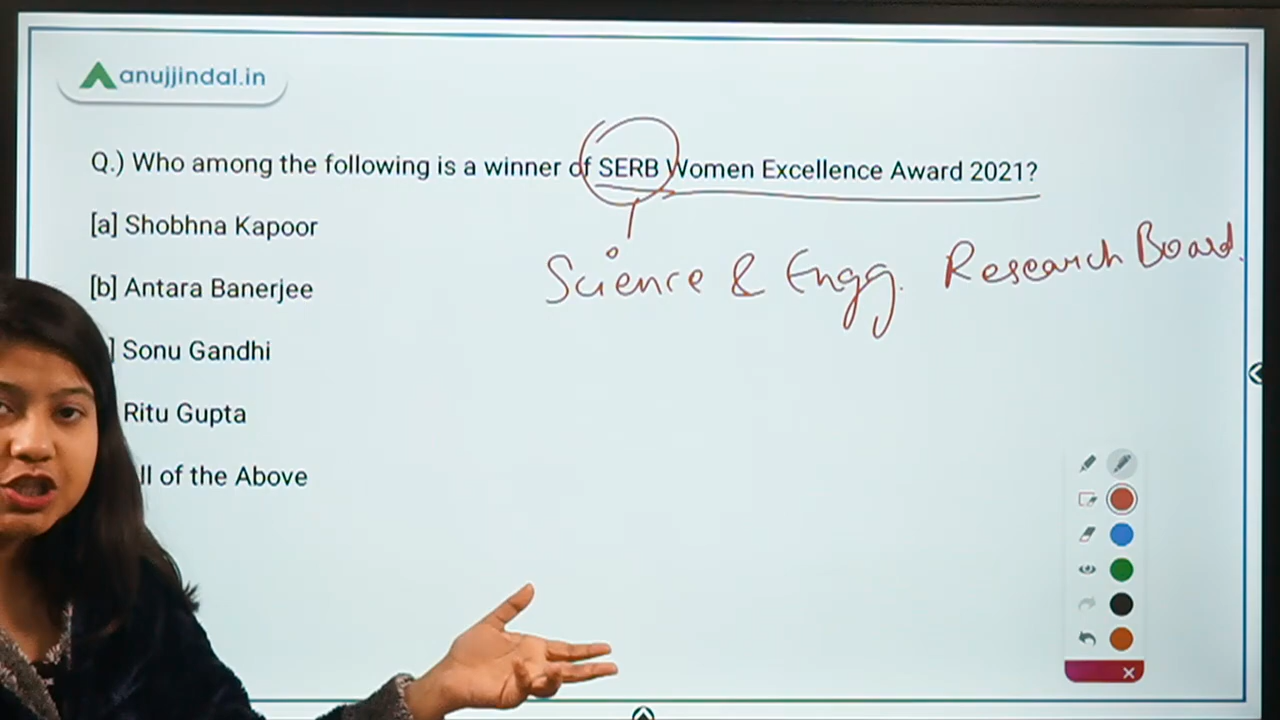 anujjindal.in
Q.) Who among the following is a winner of SERB Women Excellence Award 2021?
[a] Shobhna Kapoor
Science & Engg. Research Board.
[b] Antara Banerjee
] Sonu Gandhi
Ritu Gupta
ll of the Above